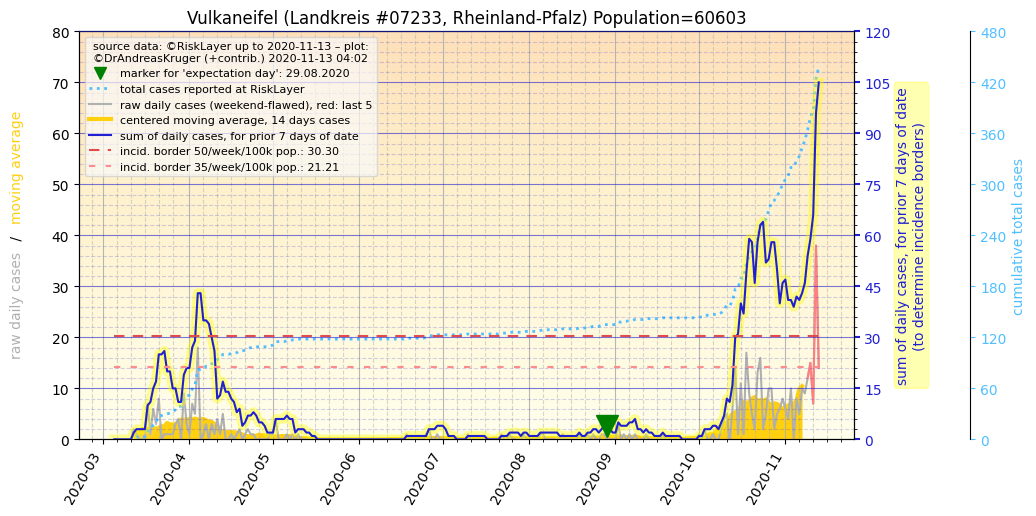 Vulkaneifel (Landkreis #07233, Rheinland-Pfalz) Population=60603
source data: ©RiskLayer up to 2020-11-13 – plot:
©DrAndreasKruger (+contrib.) 2020-11-13 04:02
marker for 'expectation day': 29.08.2020
total cases reported at RiskLayer
raw daily cases (weekend-flawed), red: last 5
centered moving average, 14 days cases
sum of daily cases, for prior 7 days of date
incid. border 50/week/100k pop.: 30.30
incid. border 35/week/100k pop.: 21.21
raw daily cases / moving average
80
70
60
50
40
30
20
10
0
2020-03
2020-04
2020-05
2020-06
2020-07
2020-08
2020-09
2020-10
2020-11
120
105
90
75
60
45
30
15
0
sum of daily cases, for prior 7 days of date
(to determine incidence borders)
480
420
360
300
240
180
120
60
0
cumulative total cases